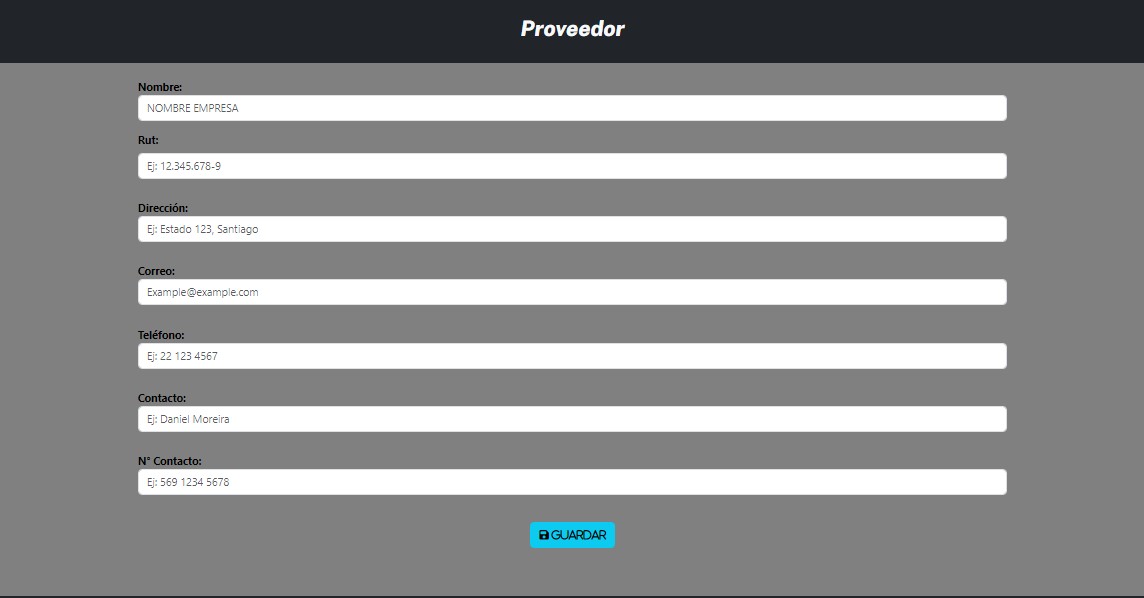 Proveedor
Nombre:
NOMBRE EMPRESA
Rut:
Ej: 12.345.678-9
Dirección:
Ej: Estado 123, Santiago
Correo:
Example@example.com
Teléfono:
Ej: 22 123 4567
Contacto:
Ej: Daniel Moreira
N° Contacto:
Ej: 569 1234 5678
GUARDAR